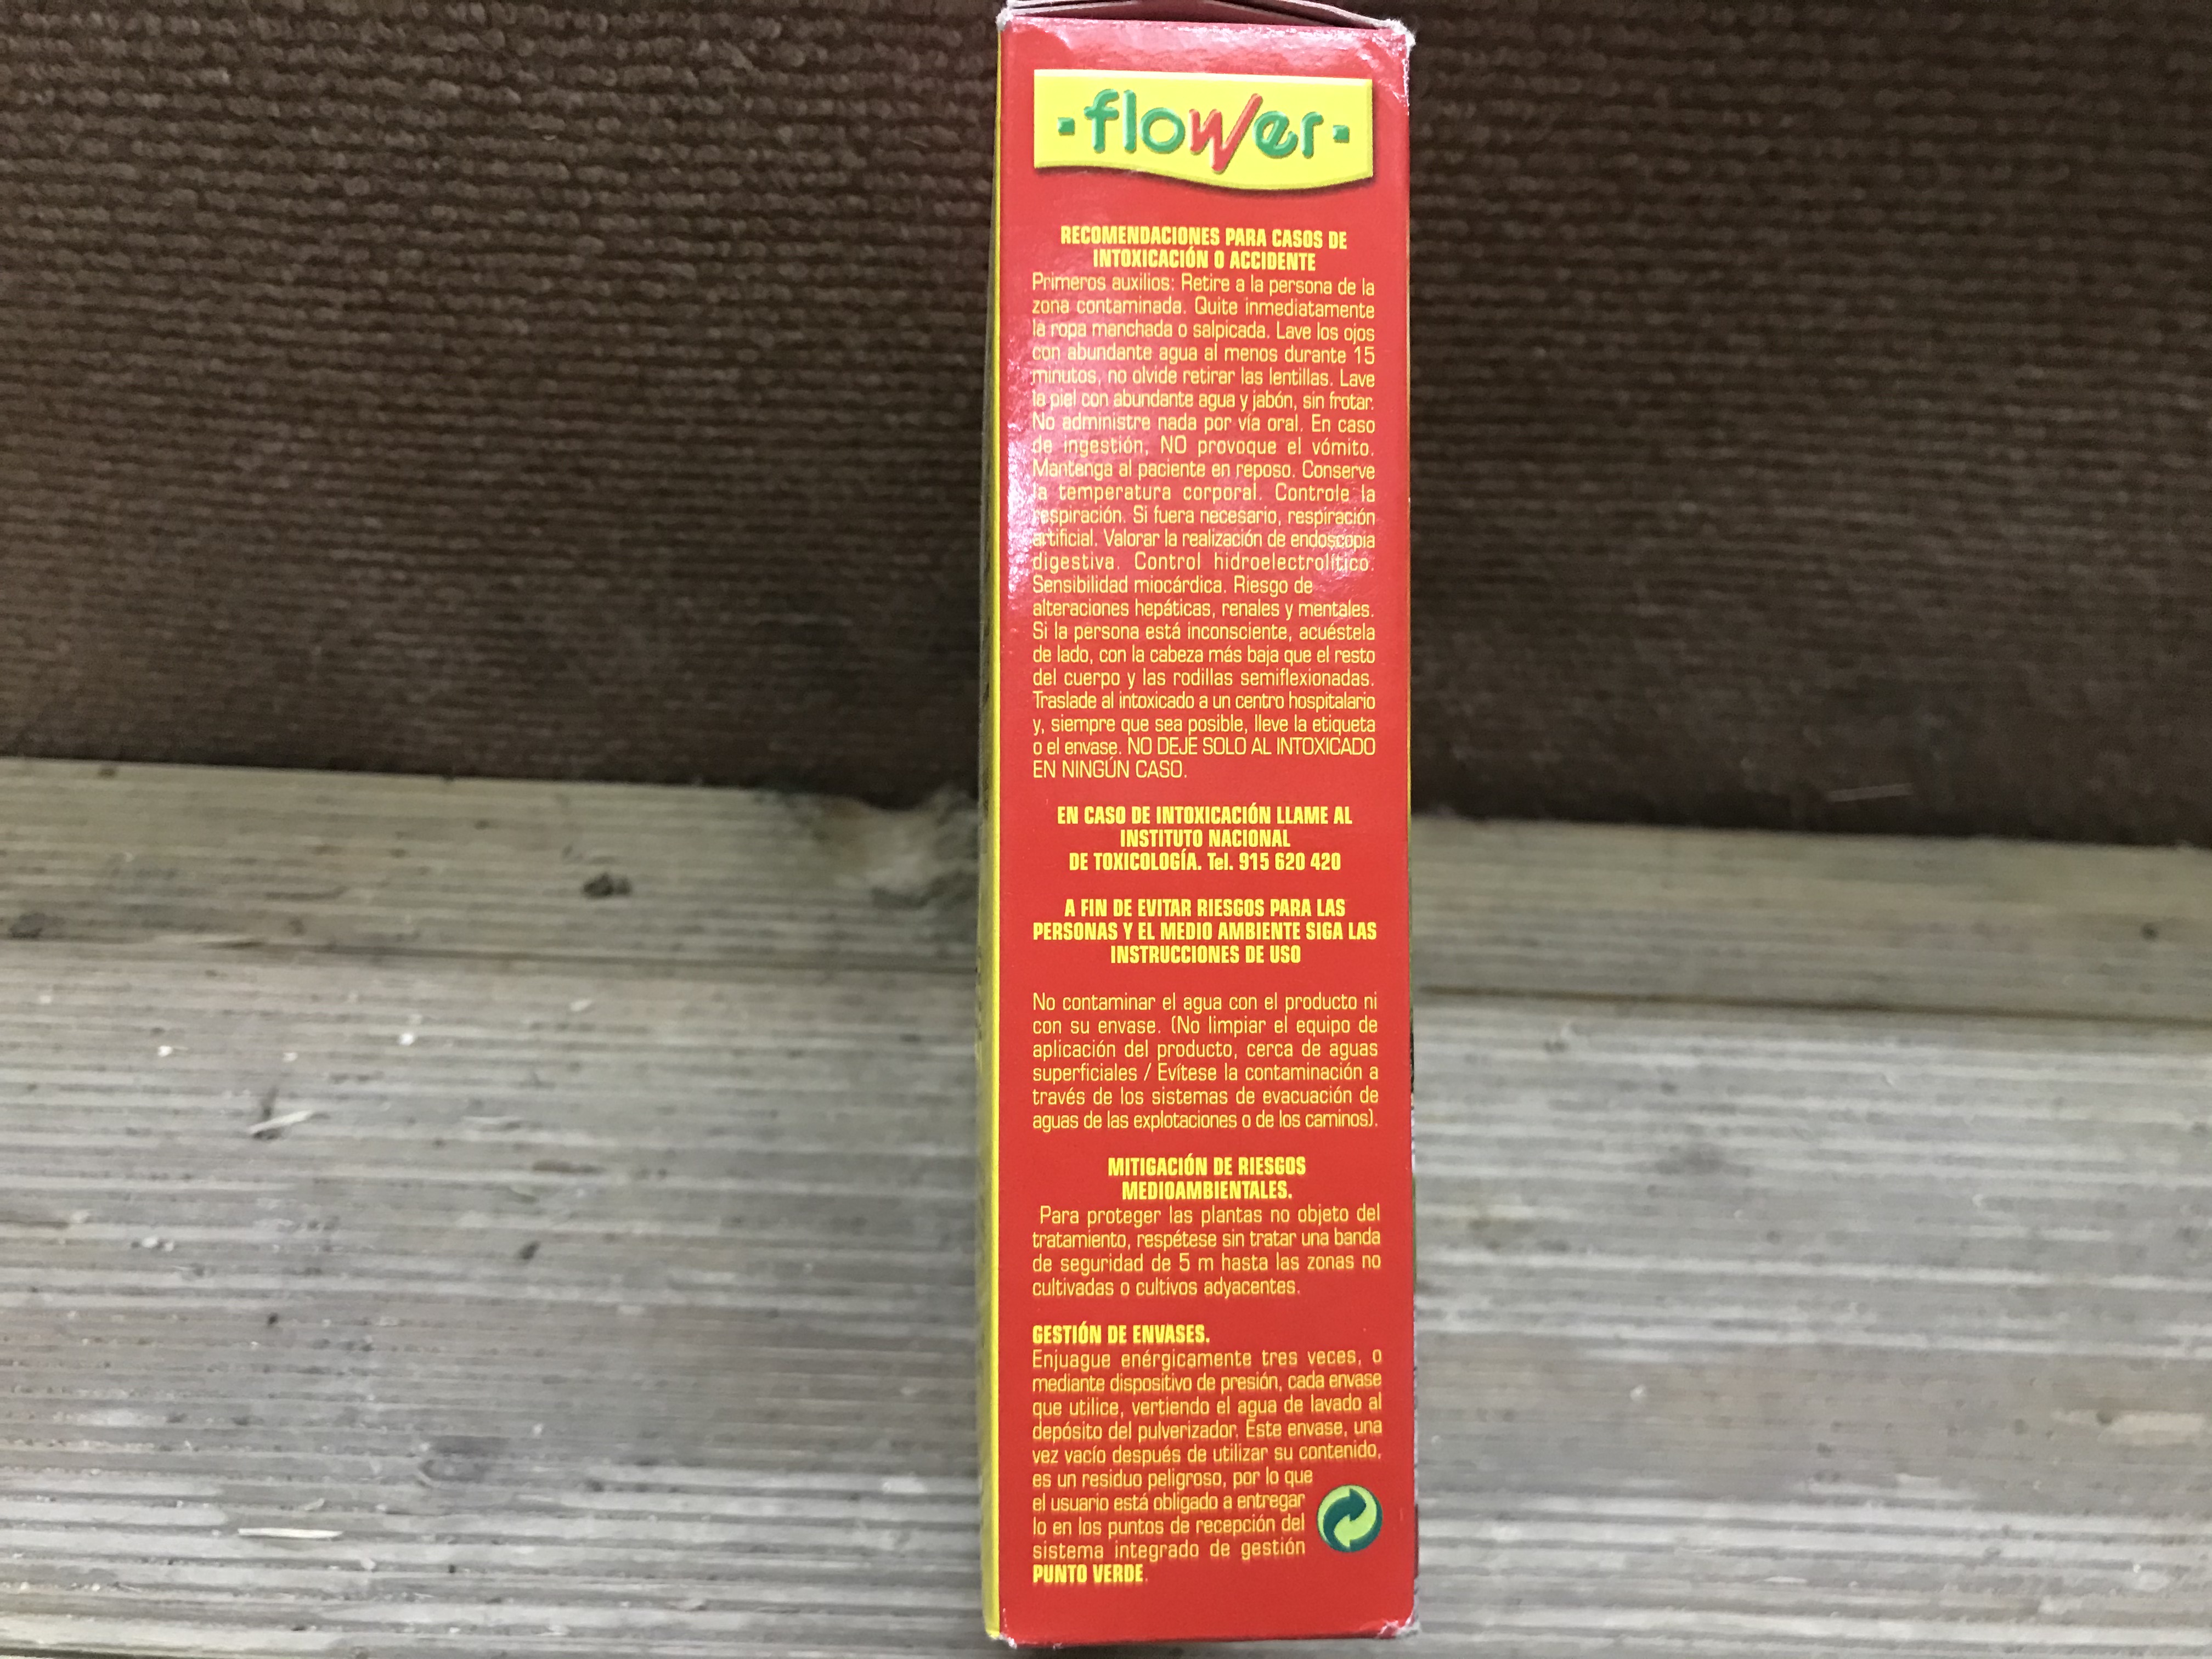 flower
RECOMENDACIONES PARA CASOS DE
INTOXICACIÓN O ACCIDENTE
Primeros auxilios: Retire a la persona de la
zona contaminada. Quite inmediatamente
la ropa manchada o salpicada. Lave los ojos
con abundante agua al menos durante 15
minutos, no olvide retirar las lentillas. Lave
la piel con abundante agua y jabón, sin frotar.
No administre nada por vía oral. En caso
de ingestión, NO provoque el vómito.
Mantenga al paciente en reposo. Conserve
la temperatura corporal. Controle la
respiración. Si fuera necesario, respiración
artificial. Valorar la realización de endoscopia
digestiva. Control hidroelectrolítico.
Sensibilidad miocárdica. Riesgo de
alteraciones hepáticas, renales y mentales.
Si la persona está inconsciente, acuéstela
de lado, con la cabeza más baja que el resto
del cuerpo y las rodillas semiflexionadas.
Traslade al intoxicado a un centro hospitalario
y, siempre que sea posible, lleve la etiqueta
o el envase. NO DEJE SOLO AL INTOXICADO
EN NINGÚN CASO.
EN CASO DE INTOXICACIÓN LLAME AL
INSTITUTO NACIONAL
DE TOXICOLOGÍA. Tel. 915 620 420
A FIN DE EVITAR RIESGOS PARA LAS
PERSONAS Y EL MEDIO AMBIENTE SIGA LAS
INSTRUCCIONES DE USO
No contaminar el agua con el producto ni
con su envase. (No limpiar el equipo de
aplicación del producto, cerca de aguas
superficiales / Evítese la contaminación a
través de los sistemas de evacuación de
aguas de las explotaciones o de los caminos).
MITIGACIÓN DE RIESGOS
MEDIOAMBIENTALES.
Para proteger las plantas no objeto del
tratamiento, respétese sin tratar una banda
de seguridad de 5 m hasta las zonas no
cultivadas o cultivos adyacentes.
GESTIÓN DE ENVASES.
Enjuague enérgicamente tres veces, o
mediante dispositivo de presión, cada envase
que utilice, vertiendo el agua de lavado al
depósito del pulverizador. Este envase, una
vez vacío después de utilizar su contenido,
es un residuo peligroso, por lo que
el usuario está obligado a entregar
lo en los puntos de recepción del
sistema integrado de gestión
PUNTO VERDE.